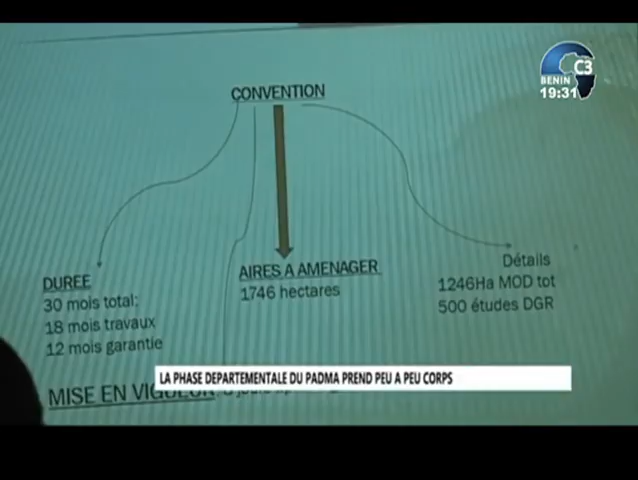 C3
BENIN
19:31
CONVENTION
DUREE
30 mois total:
18 mois travaux
12 mois garantie
AIRES A AMENAGER
1746 hectares
Détails
1246Ha MOD tot
500 études DGR
LA PHASE DEPARTEMENTALE DU PADMA PREND PEU A PEU CORPS
MISE EN VIGUEUR